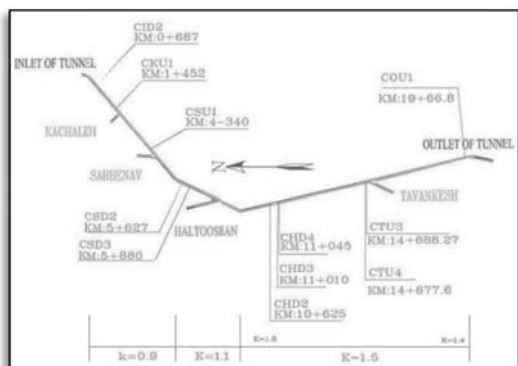 CID2
KM:0+687
INLET OF TUNNEL
CKU1
KM:1+452
COU1
KM:19+66.8
CSU1
KM:4-340
KACHALEH
OUTLET OF TUNNEL
N
SARBENAV
TAVANKESH
CSD2
KM:5+627
HALTOOSHAN
CSD3
KM:5+880
CHD4
KM:11+045
CTU3
KM:14+688.27
CHD3
KM:11+010
CTU4
KM:14+677.6
CHD2
KM:10+625
k=0.9
K=1.1
K=1.5